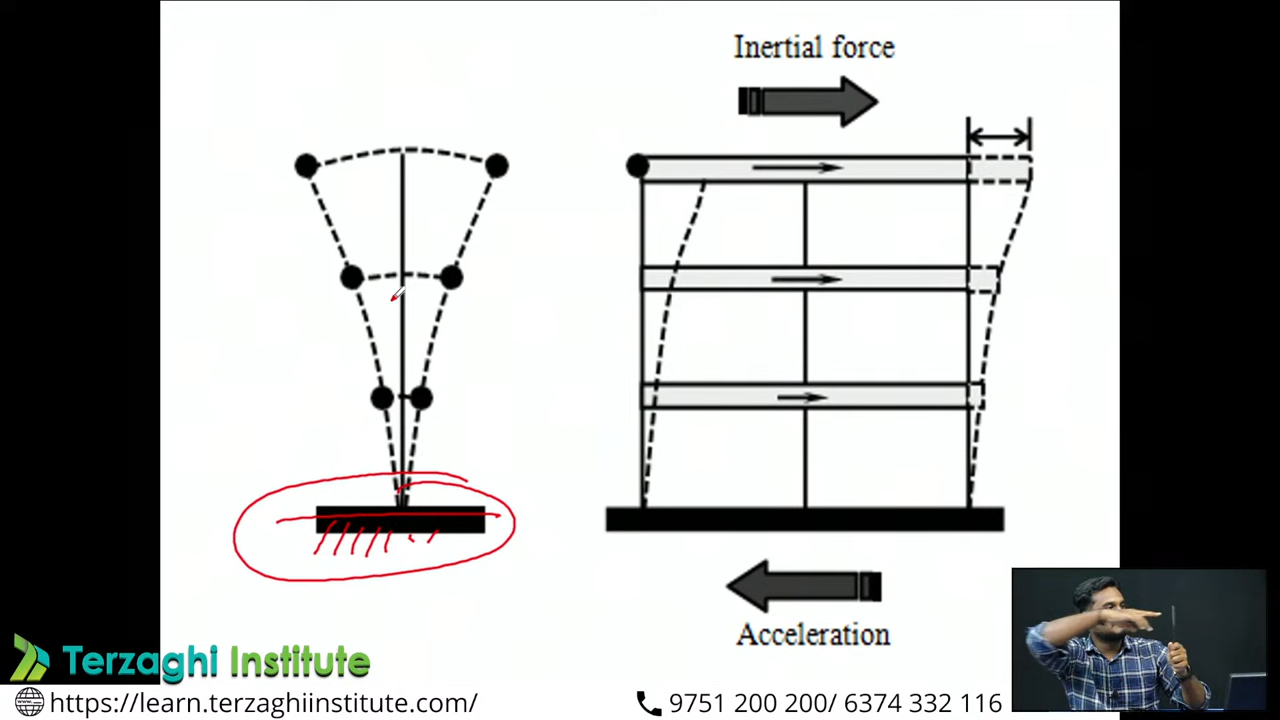 Inertial force
Acceleration
Terzaghi Institute
https://learn.terzaghiinstitute.com/
9751 200 200/ 6374 332 116